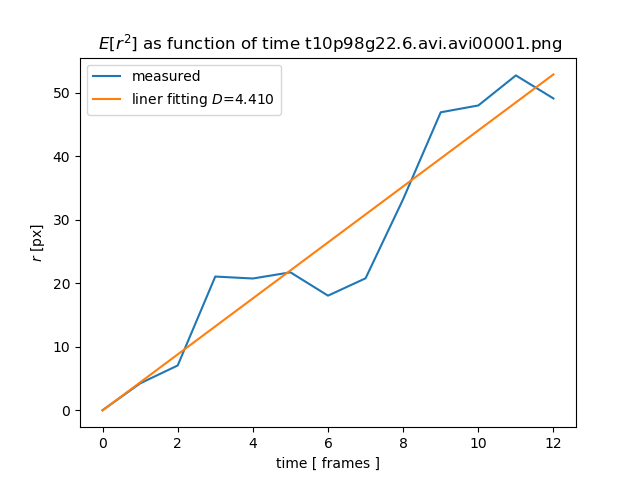 E[r²] as function of time t10p98g22.6.avi.avi00001.png
measured
liner fitting D=4.410
r [px]
50
40
30
20
10
0
0 2 4 6 8 10 12
time [ frames ]